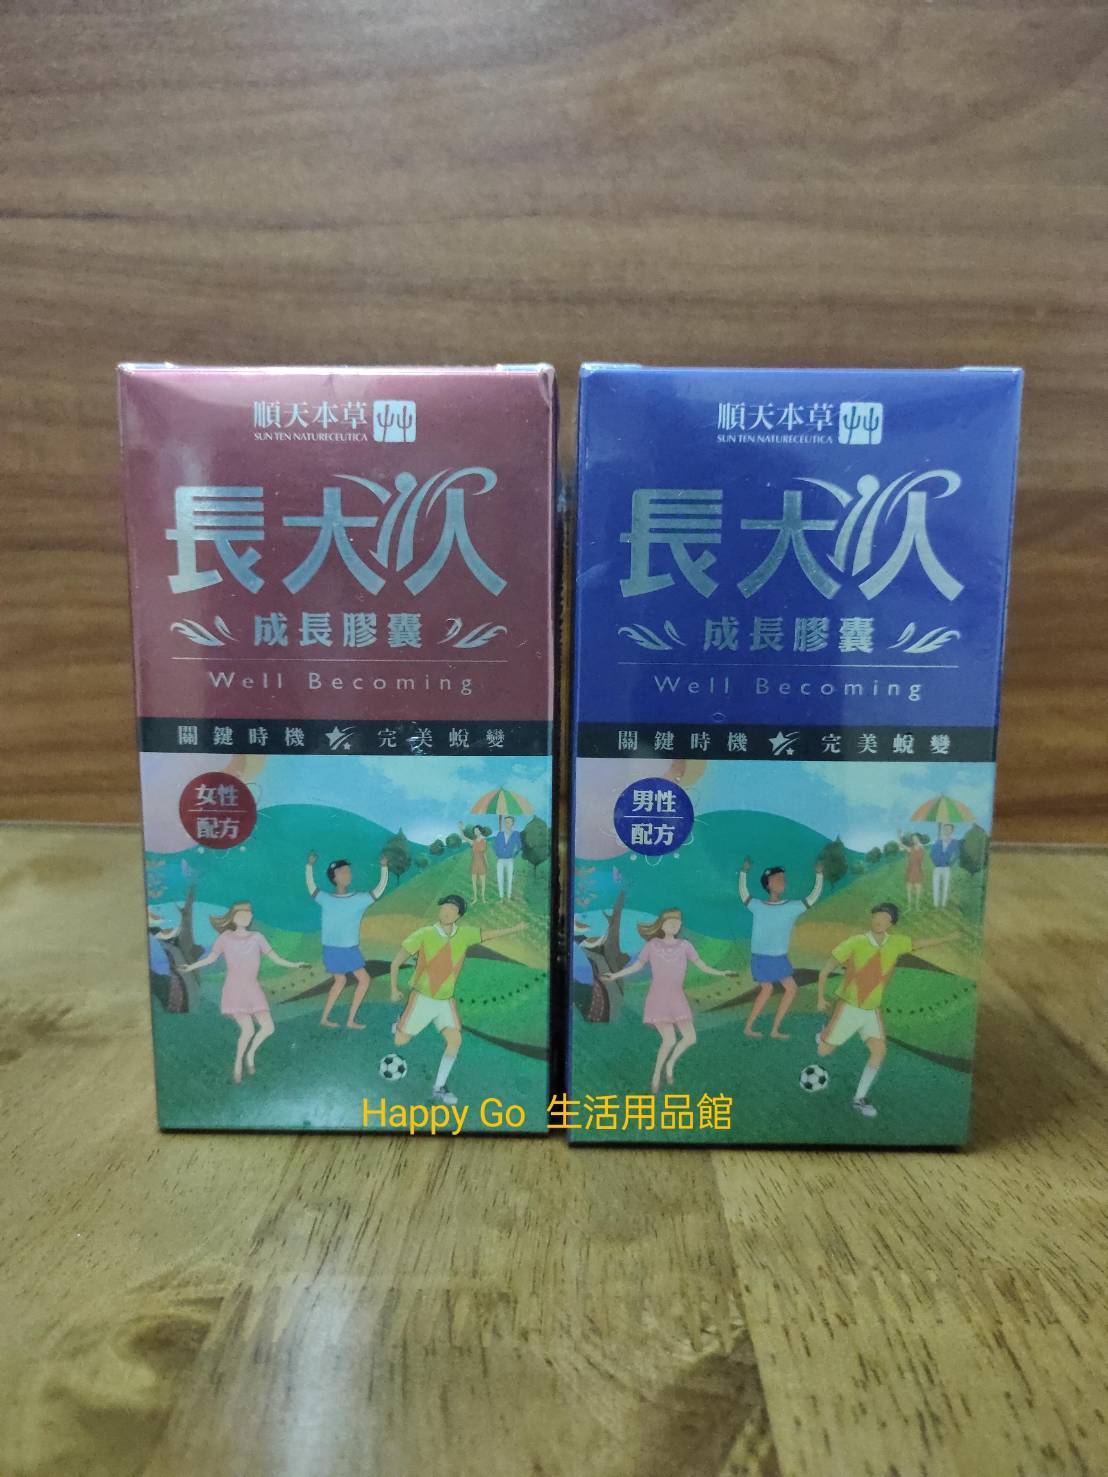 順天本草
SUN TEN NATURECEUTICA
長大人
成長膠囊
Well Becoming
關鍵時機 完美蛻變
女性
配方
順天本草
SUN TEN NATURECEUTICA
長大人
成長膠囊
Well Becoming
關鍵時機 完美蛻變
男性
配方
Happy Go 生活用品館